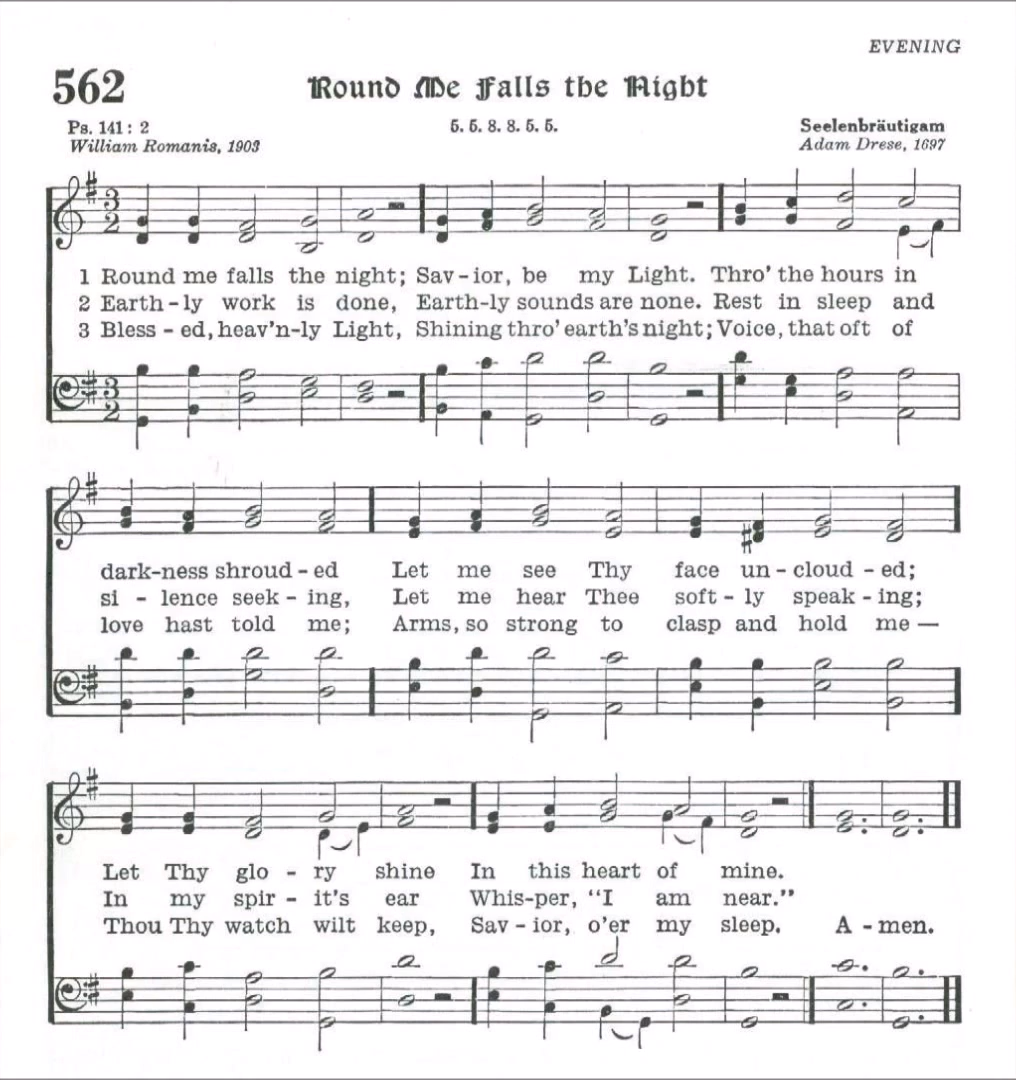 EVENING
562
Round Me Falls the Night
Ps. 141: 2
5. 5. 8. 8. 5. 5.
Seelenbräutigam
William Romanis, 1903
Adam Drese, 1697
1 Round me falls the night; Sav-ior, be my Light. Thro' the hours in
2 Earth-ly work is done, Earth-ly sounds are none. Rest in sleep and
3 Bless-ed, heav'n-ly Light, Shining thro' earth's night; Voice, that oft of
dark-ness shroud-ed Let me see Thy face un-cloud-ed;
si-lence seek-ing, Let me hear Thee soft-ly speak-ing;
love hast told me; Arms, so strong to clasp and hold me—
Let Thy glo-ry shine In this heart of mine.
In my spir-it's ear Whis-per, “I am near.”
Thou Thy watch wilt keep, Sav-ior, o'er my sleep. A-men.